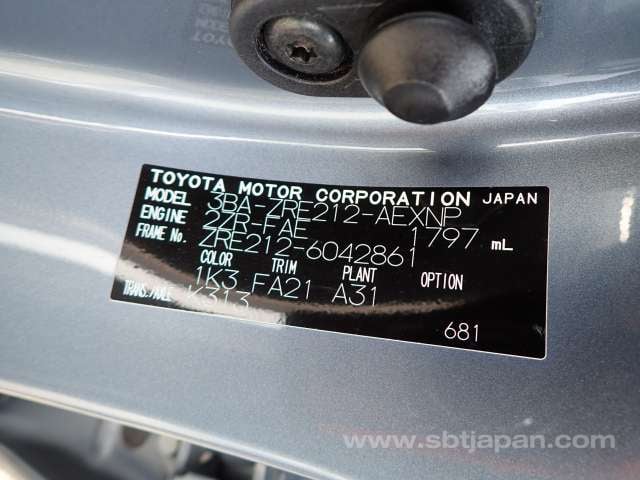 TOYOTA MOTOR CORPORATION JAPAN
MODEL 3BA-ZRE212-AEXNP
ENGINE 2ZR-FAE 1797 mL
FRAME No. ZRE212-6042861
COLOR TRIM PLANT OPTION
1K3 FA21 A31
TRANS./AXLE K313
681
www.sbtjapan.com